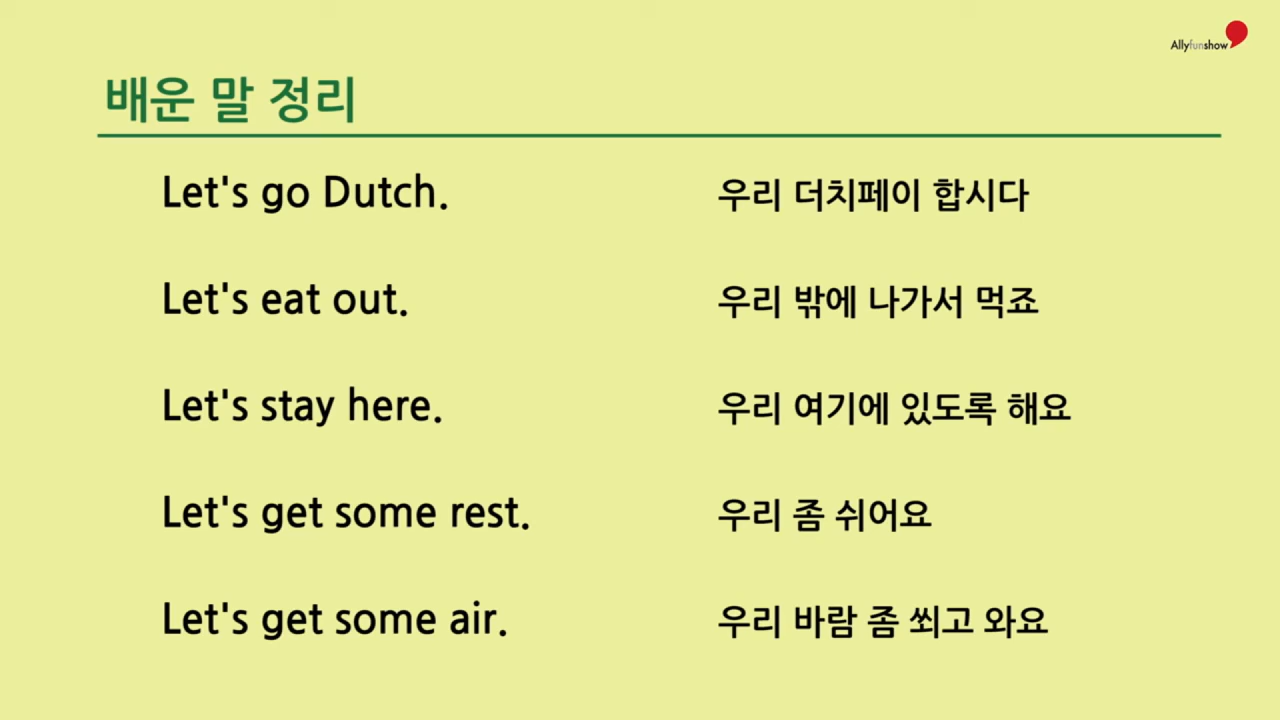 Allyfunshow
배운 말 정리
Let's go Dutch. 우리 더치페이 합시다
Let's eat out. 우리 밖에 나가서 먹죠
Let's stay here. 우리 여기에 있도록 해요
Let's get some rest. 우리 좀 쉬어요
Let's get some air. 우리 바람 좀 쐬고 와요